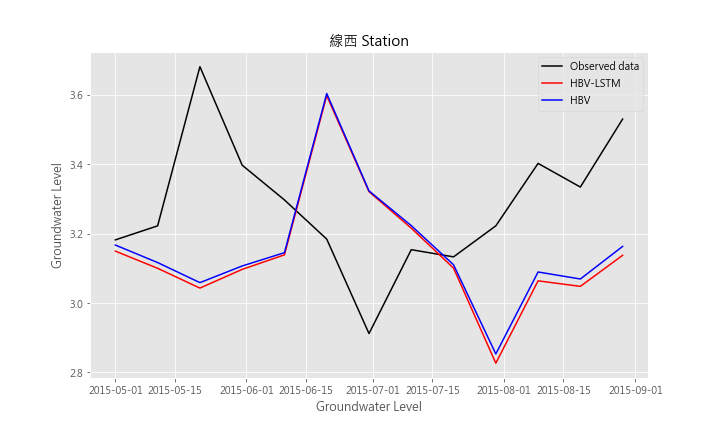 線西 Station
Observed data
HBV-LSTM
HBV
Groundwater Level
3.6
3.4
3.2
3.0
2.8
2015-05-01 2015-05-15 2015-06-01 2015-06-15 2015-07-01 2015-07-15 2015-08-01 2015-08-15 2015-09-01
Groundwater Level